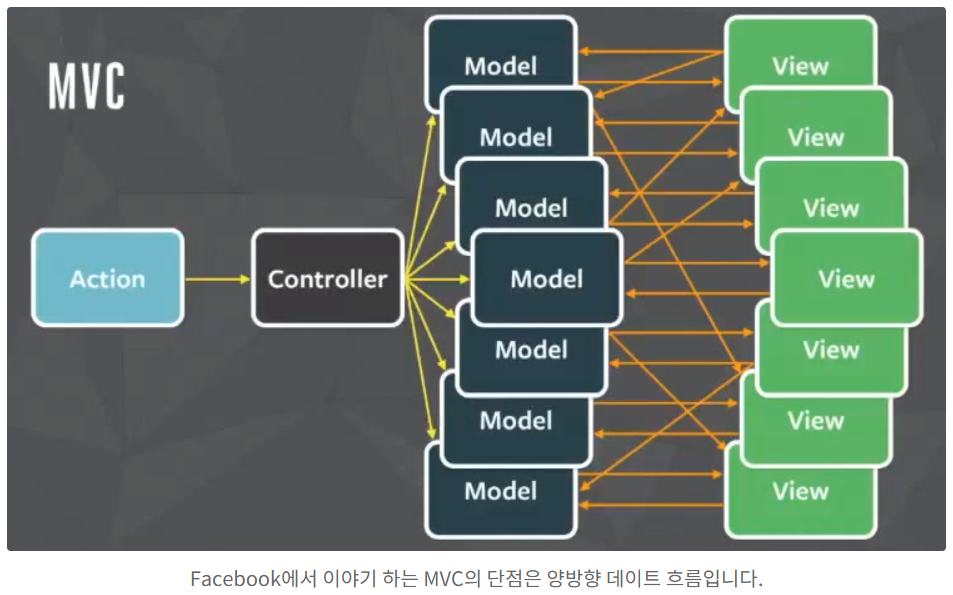 MVC
Action
Controller
Model
Model
Model
Model
Model
Model
Model
View
View
View
View
View
View
View
Facebook에서 이야기 하는 MVC의 단점은 양방향 데이트 흐름입니다.